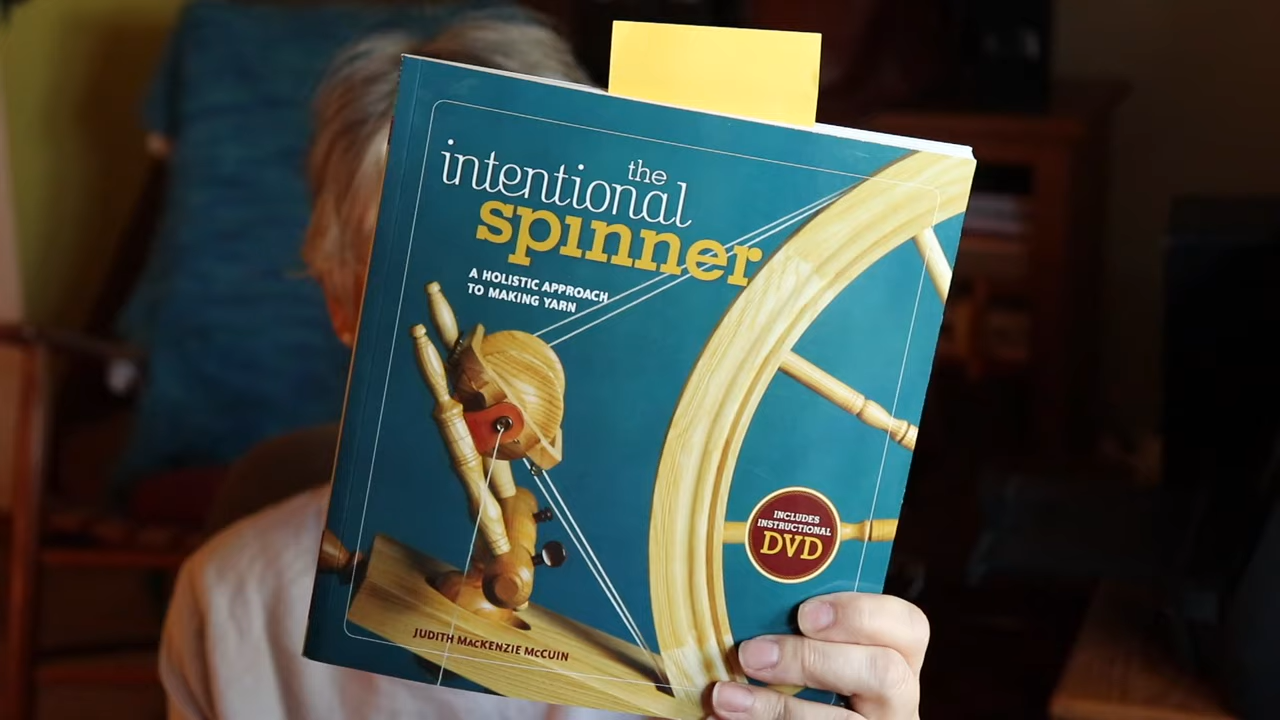 the
intentional
spinner
A HOLISTIC APPROACH
TO MAKING YARN
INCLUDES
INSTRUCTIONAL
DVD
JUDITH MACKENZIE MCCUIN